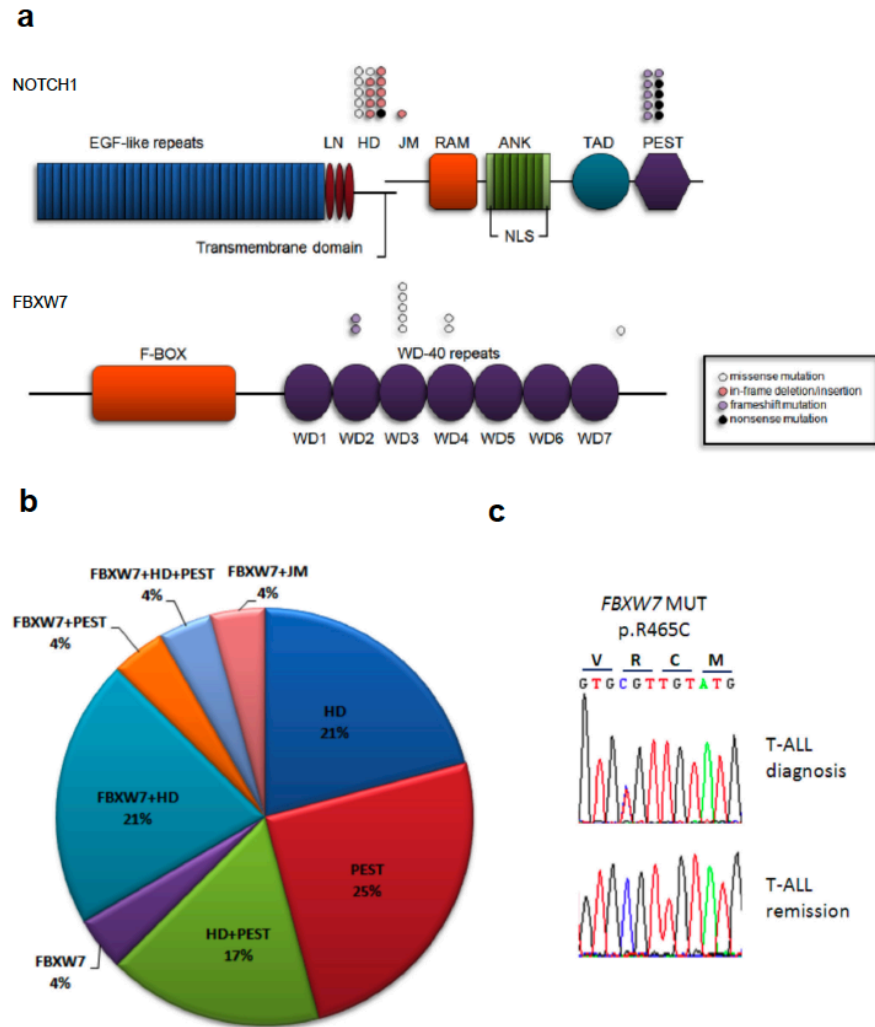 a
NOTCH1
EGF-like repeats
LN HD JM RAM ANK TAD PEST
Transmembrane domain
NLS
FBXW7
F-BOX
WD-40 repeats
WD1 WD2 WD3 WD4 WD5 WD6 WD7
missense mutation
in-frame deletion/insertion
frameshift mutation
nonsense mutation
b
FBXW7+HD+PEST
4%
FBXW7+JM
4%
FBXW7+PEST
4%
HD
21%
FBXW7+HD
21%
PEST
25%
HD+PEST
17%
FBXW7
4%
c
FBXW7 MUT
p.R465C
V R C M
G T G C G T T G T A T G
T-ALL
diagnosis
T-ALL
remission